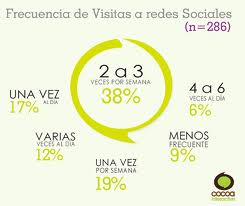 Frecuencia de Visitas a redes Sociales
(n=286)
2 a 3
VECES POR SEMANA
38%
UNA VEZ
AL DÍA
17%
4 a 6
VECES AL DÍA
6%
VARIAS
VECES AL DÍA
12%
MENOS
FRECUENTE
9%
UNA VEZ
POR SEMANA
19%
cocoa
interactive